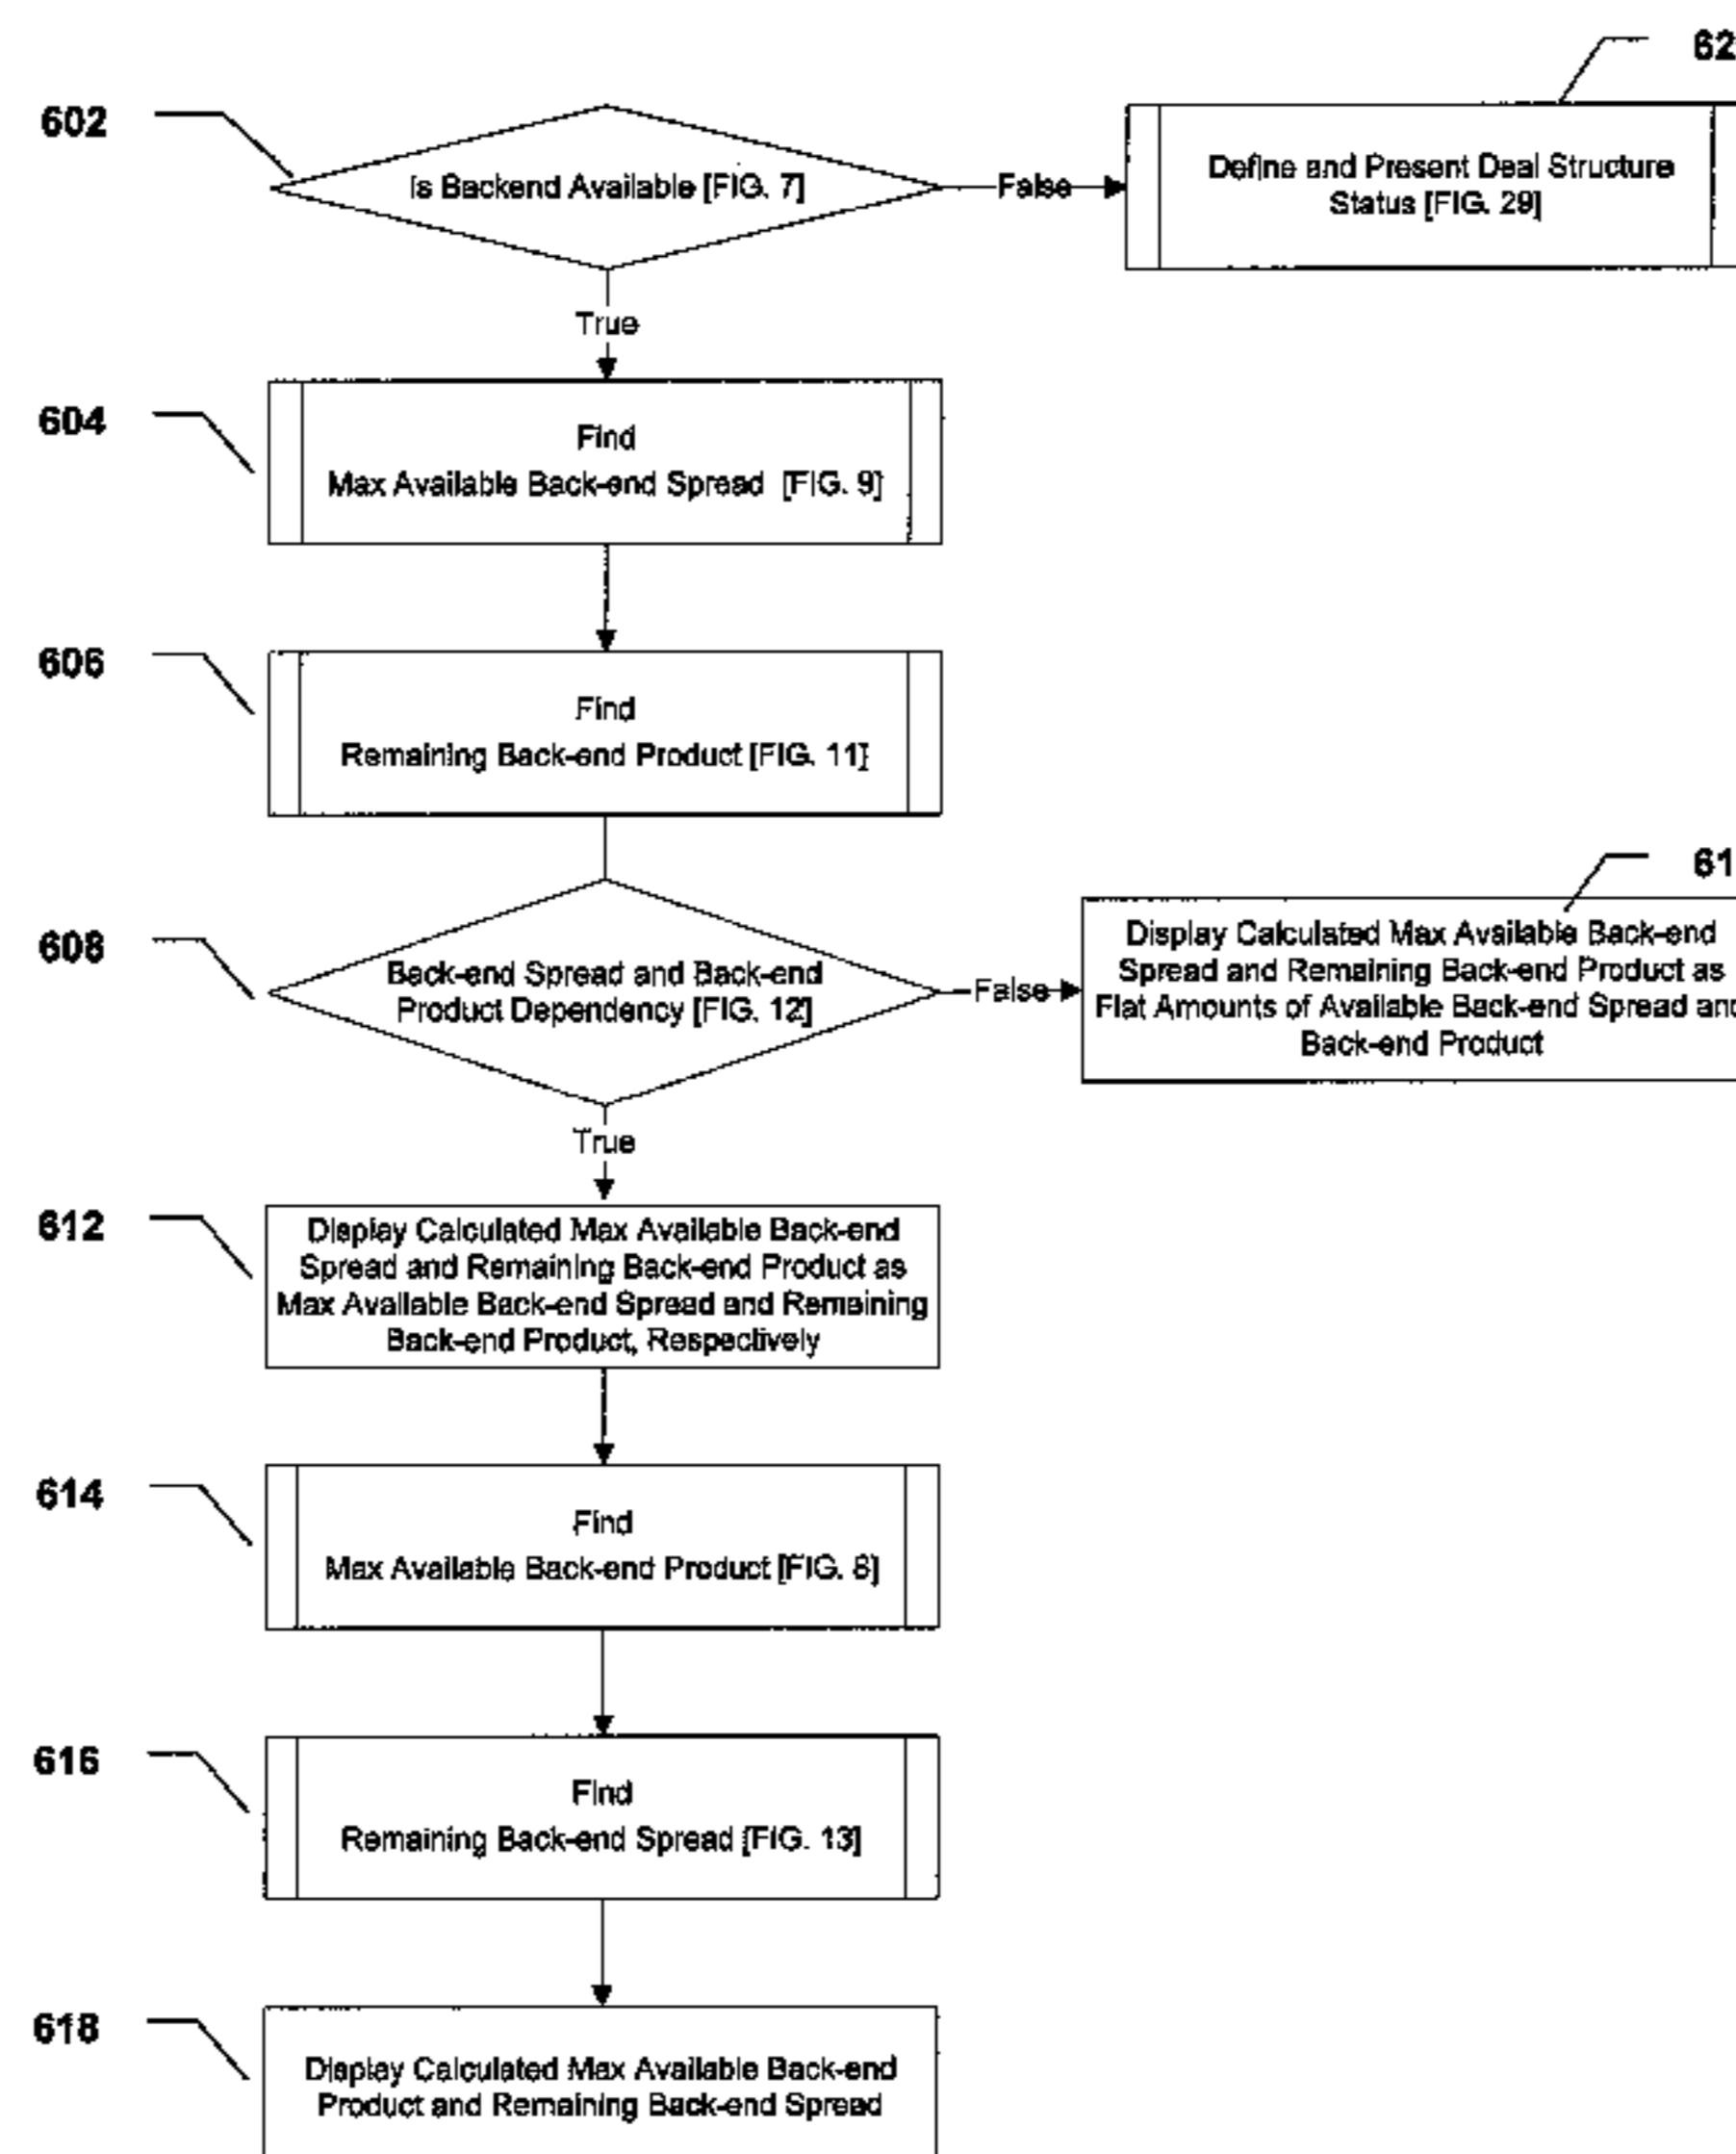 62
602
Is Backend Available [FIG. 7]
False
Define and Present Deal Structure
Status [FIG. 29]
True
604
Find
Max Available Back-end Spread [FIG. 9]
606
Find
Remaining Back-end Product [FIG. 11]
61
608
Back-end Spread and Back-end
Product Dependency [FIG. 12]
False
Display Calculated Max Available Back-end
Spread and Remaining Back-end Product as
Flat Amounts of Available Back-end Spread and
Back-end Product
True
612
Display Calculated Max Available Back-end
Spread and Remaining Back-end Product as
Max Available Back-end Spread and Remaining
Back-end Product, Respectively
614
Find
Max Available Back-end Product [FIG. 8]
616
Find
Remaining Back-end Spread [FIG. 13]
618
Display Calculated Max Available Back-end
Product and Remaining Back-end Spread